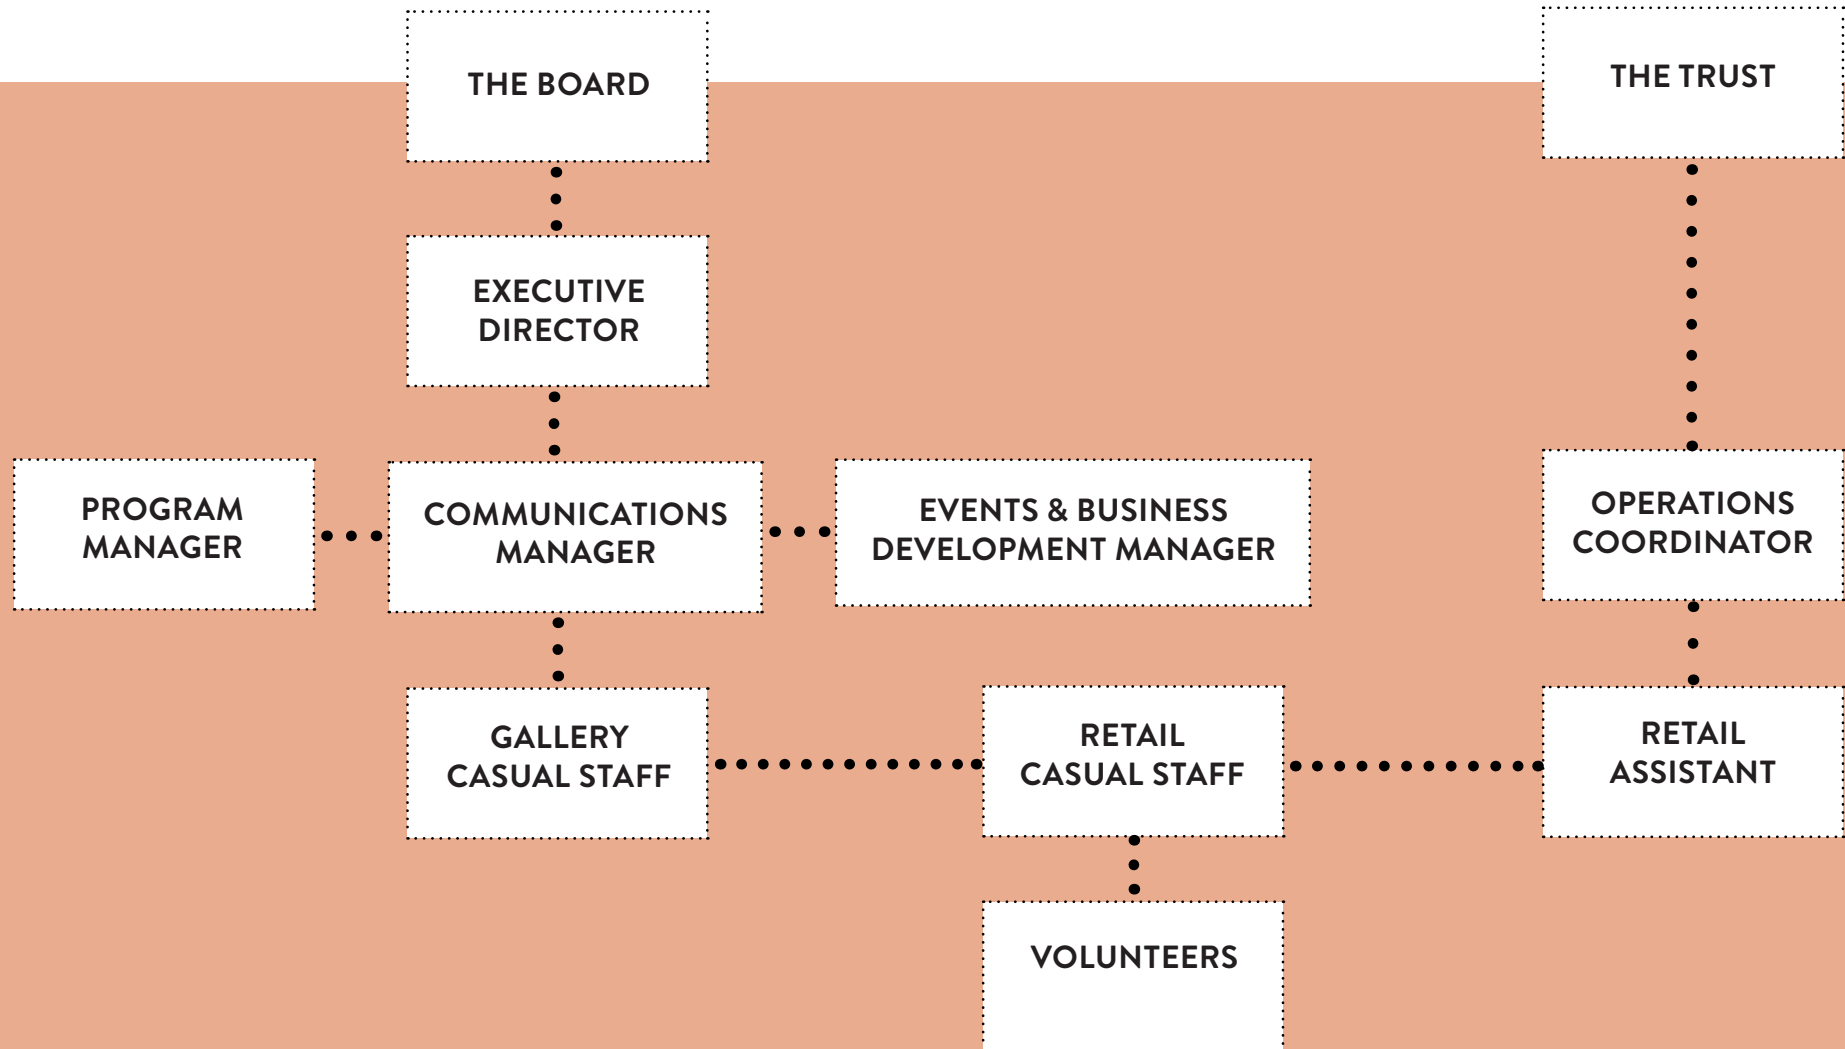 THE BOARD
THE TRUST
EXECUTIVE
DIRECTOR
PROGRAM
MANAGER
COMMUNICATIONS
MANAGER
EVENTS & BUSINESS
DEVELOPMENT MANAGER
OPERATIONS
COORDINATOR
GALLERY
CASUAL STAFF
RETAIL
CASUAL STAFF
RETAIL
ASSISTANT
VOLUNTEERS